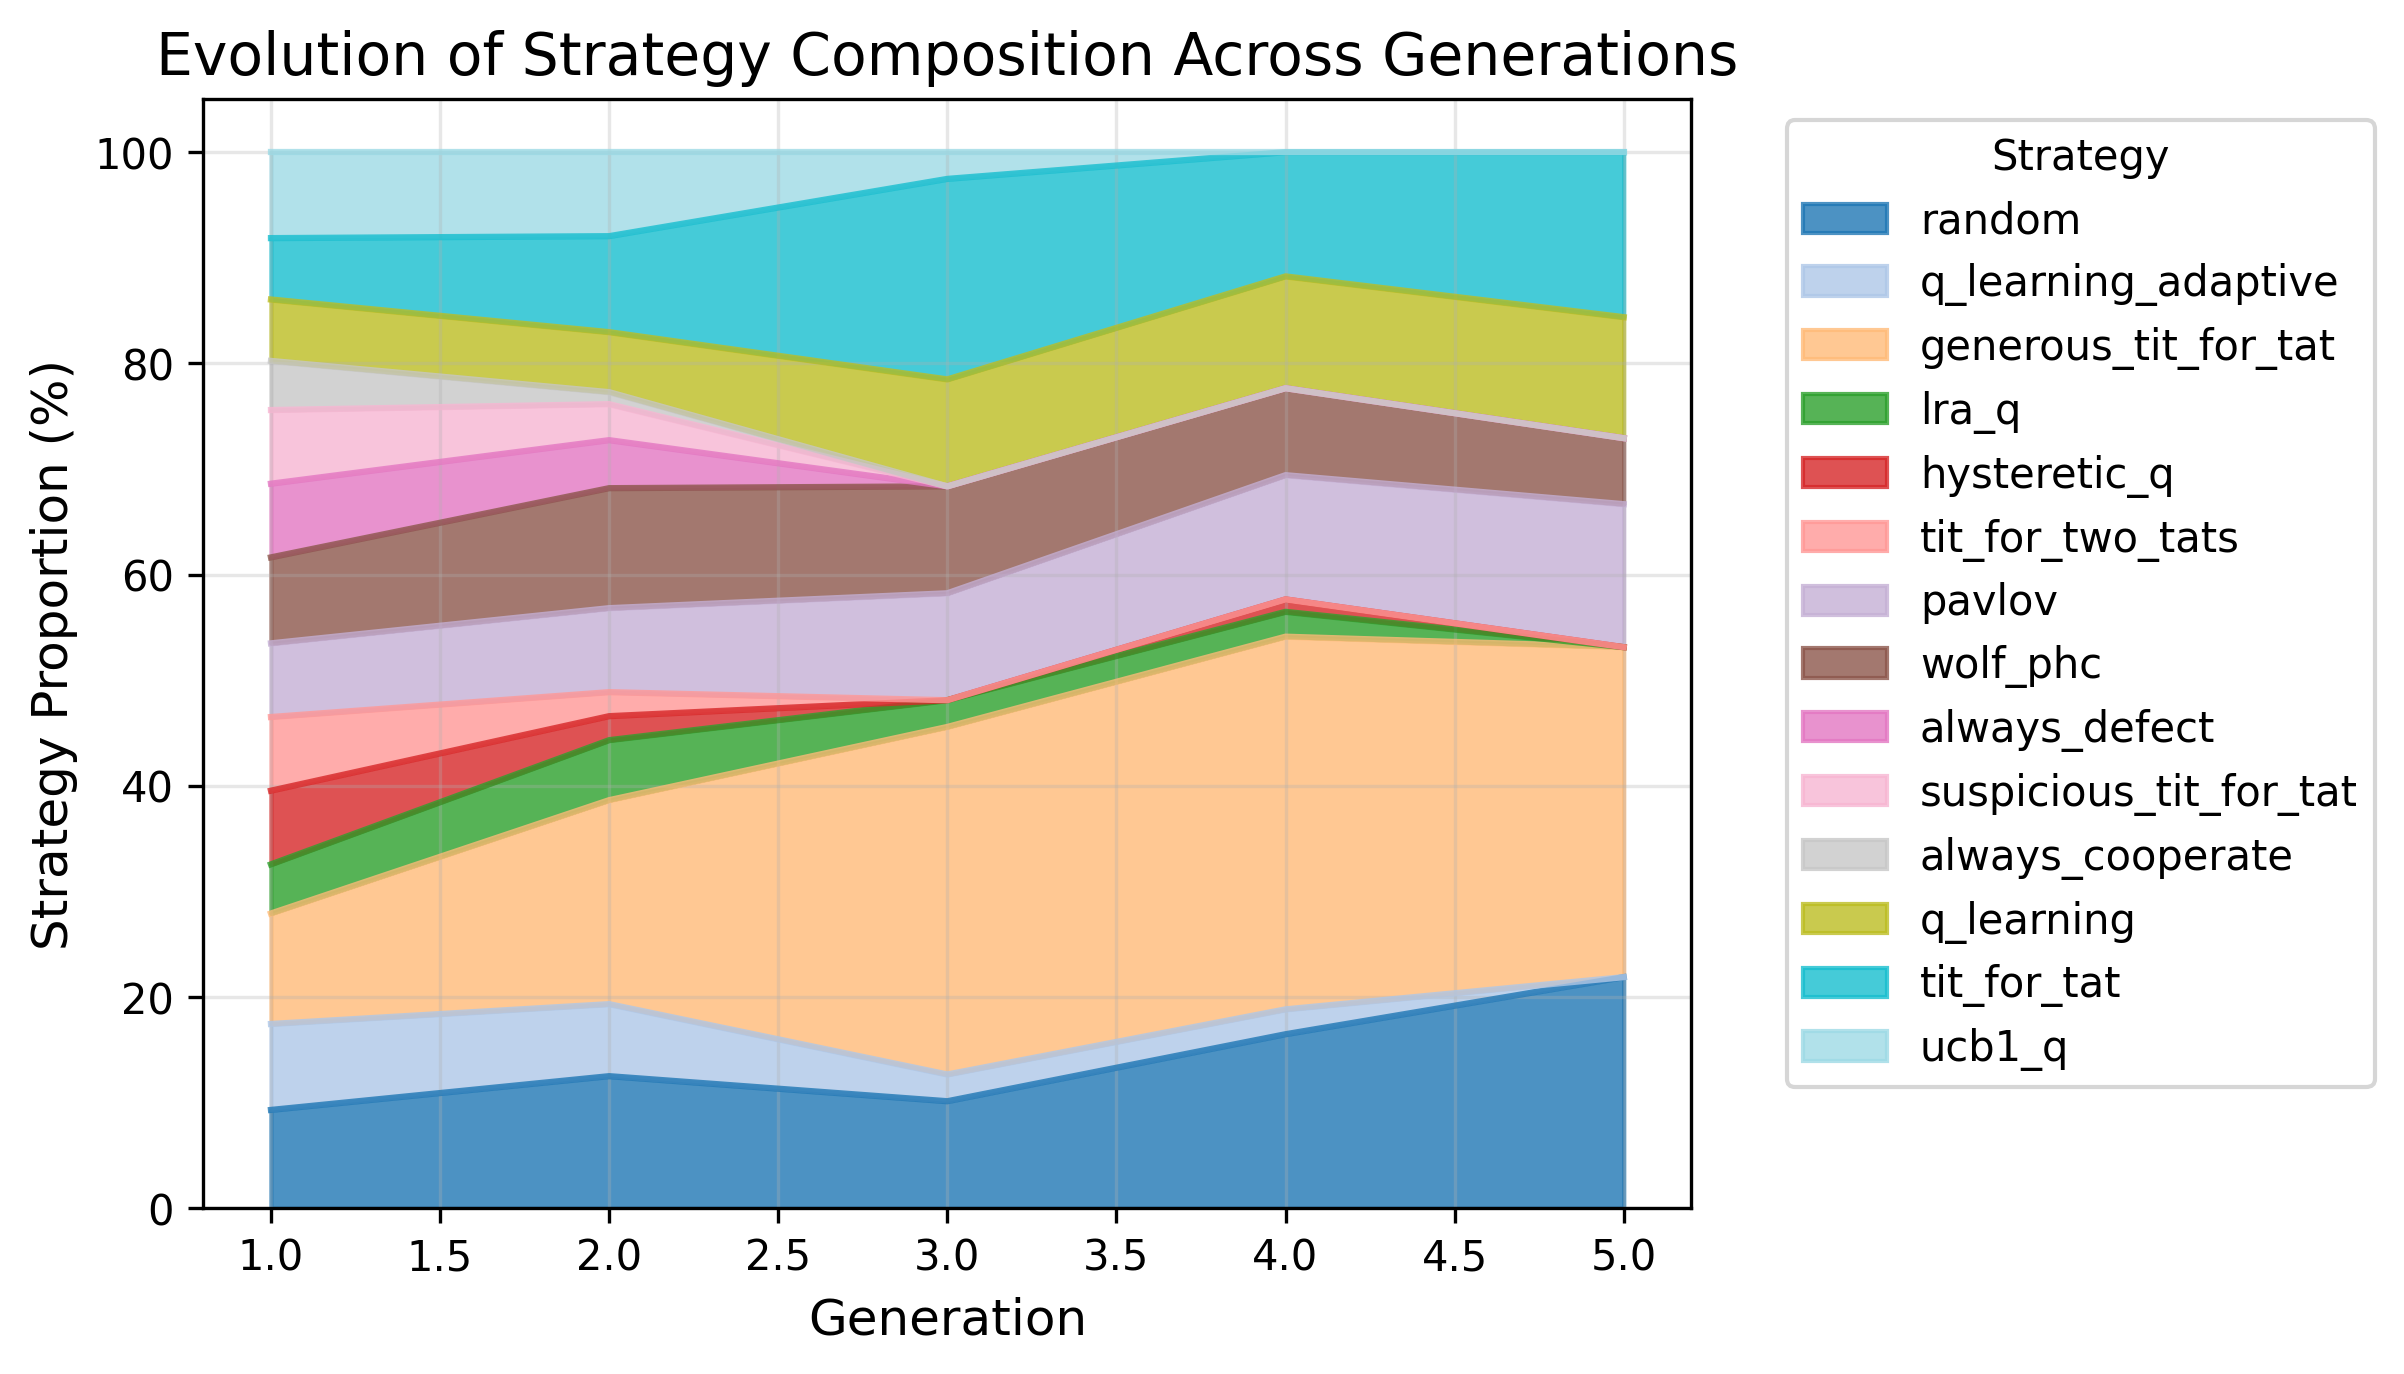 Evolution of Strategy Composition Across Generations
Strategy Proportion (%)
100
80
60
40
20
0
1.0 1.5 2.0 2.5 3.0 3.5 4.0 4.5 5.0
Generation
Strategy
random
q_learning_adaptive
generous_tit_for_tat
lra_q
hysteretic_q
tit_for_two_tats
pavlov
wolf_phc
always_defect
suspicious_tit_for_tat
always_cooperate
q_learning
tit_for_tat
ucb1_q